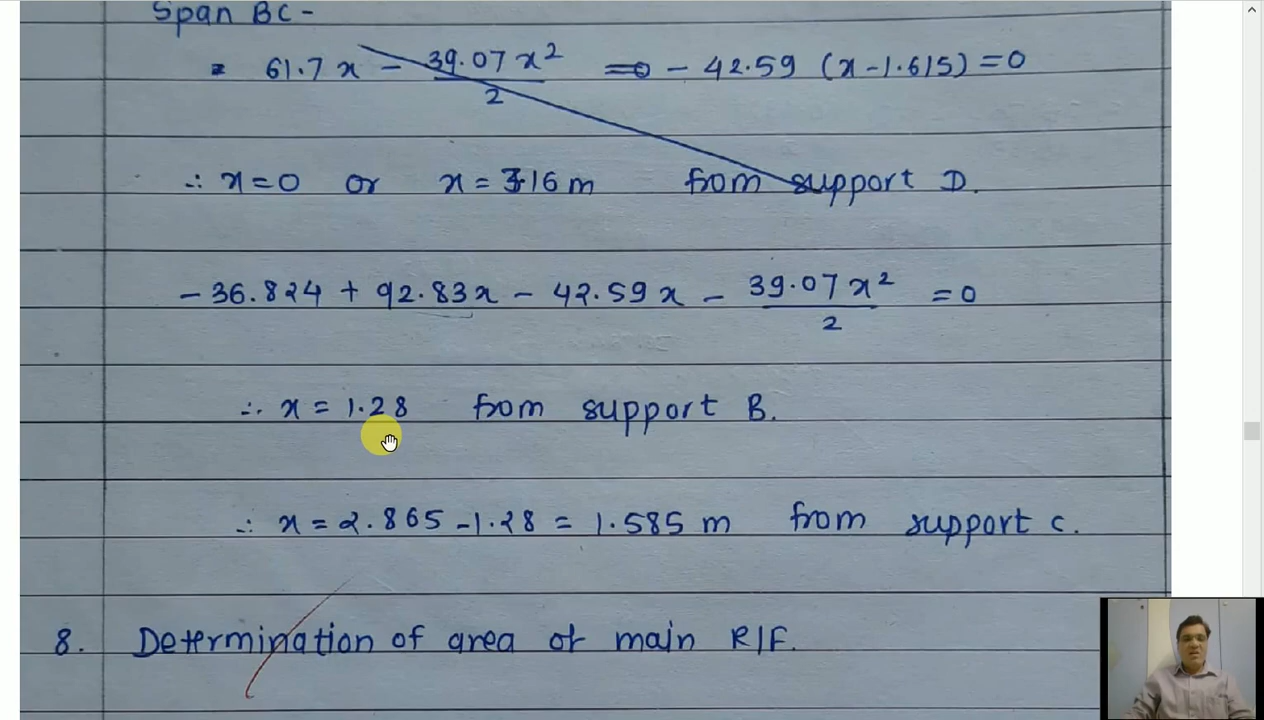 Span BC -
= 61.7 x - 39.07 x² / 2 = 0 - 42.59 (x - 1.615) = 0
∴ x = 0 or x = 3.16 m from support D.
- 36.824 + 92.83x - 42.59 x - 39.07 x² / 2 = 0
∴ x = 1.28 from support B.
∴ x = 2.865 - 1.28 = 1.585 m from support C.
8. Determination of area of main R/F.